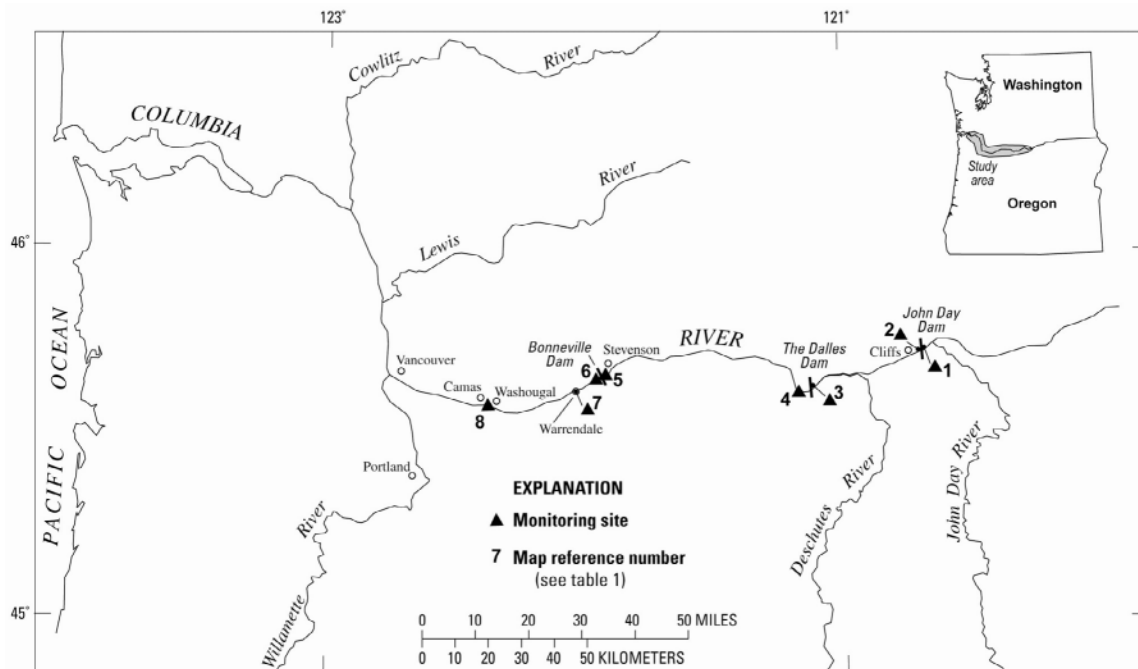 123°
121°
Cowlitz
River
COLUMBIA
Washington
Study
area
Oregon
River
46°
Lewis
PACIFIC OCEAN
RIVER
John Day
Dam
2
Cliffs
1
Bonneville
Dam
Stevenson
The Dalles
Dam
Vancouver
6
5
Camas
Washougal
4
3
8
7
Warrendale
Portland
River
Willamette
Deschutes
River
John Day River
EXPLANATION
Monitoring site
7 Map reference number
(see table 1)
45°
0 10 20 30 40 50 MILES
0 10 20 30 40 50 KILOMETERS